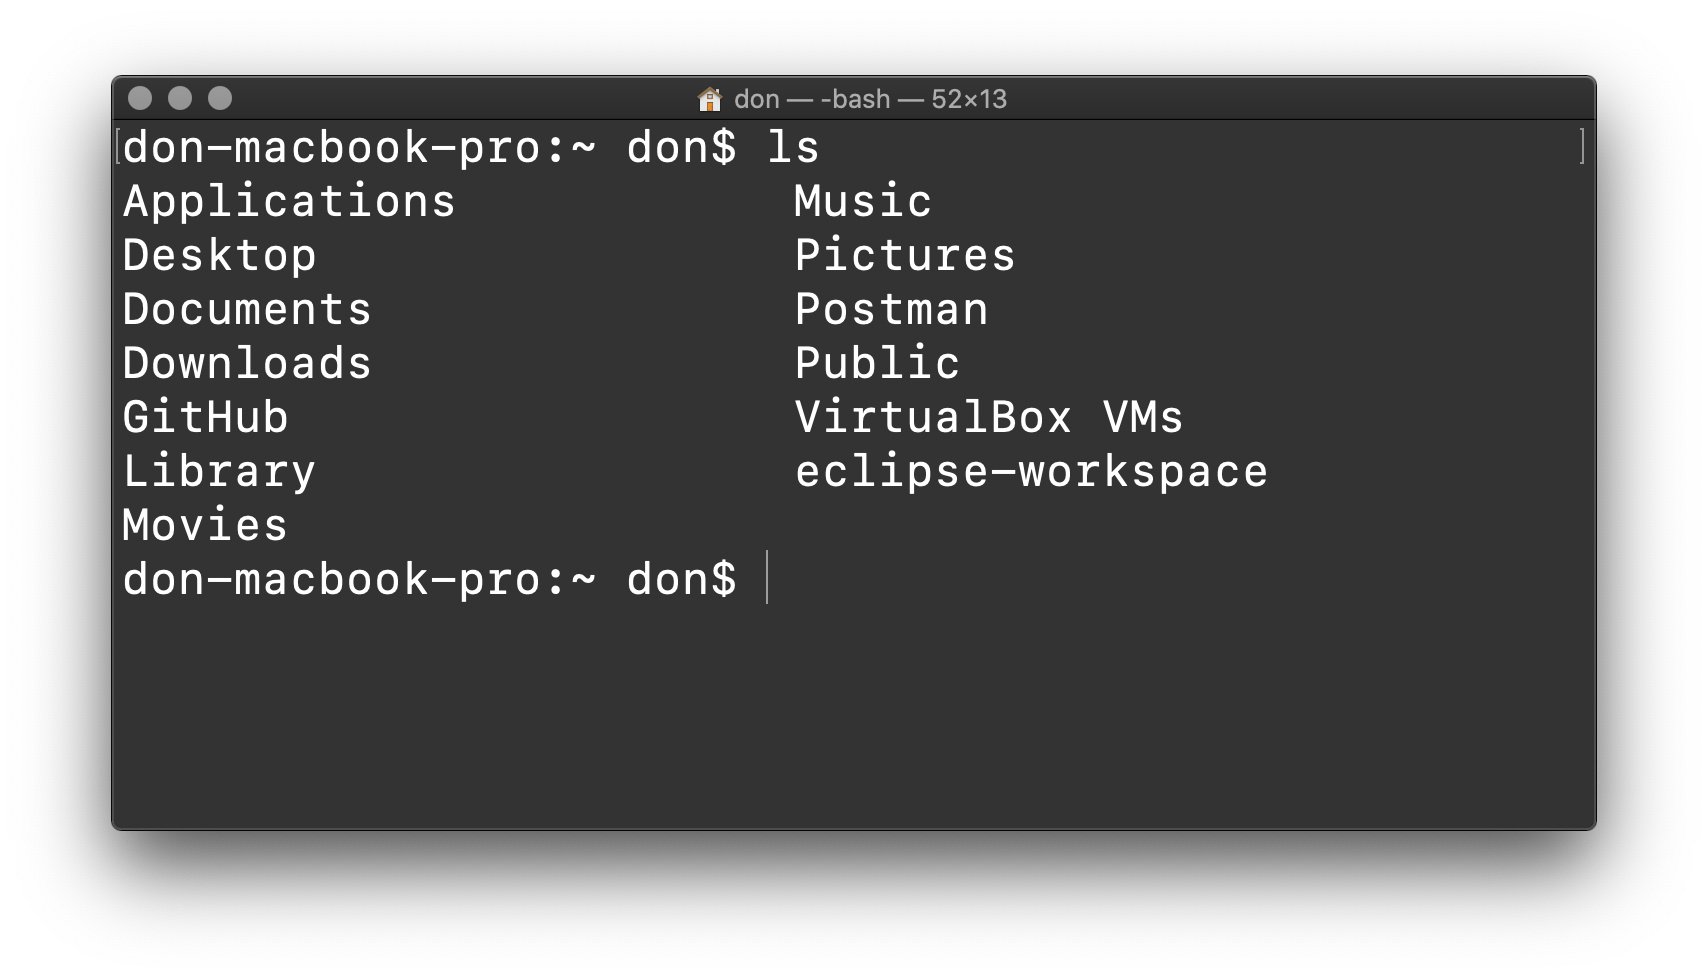 don — -bash — 52×13
don-macbook-pro:~ don$ ls
Applications Music
Desktop Pictures
Documents Postman
Downloads Public
GitHub VirtualBox VMs
Library eclipse-workspace
Movies
don-macbook-pro:~ don$